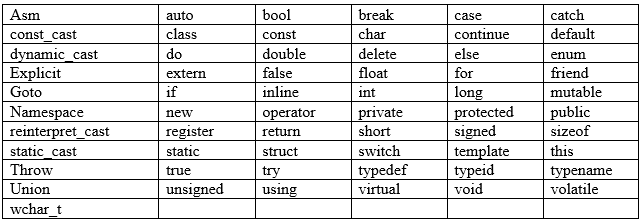 Asm auto bool break case catch
const_cast class const char continue default
dynamic_cast do double delete else enum
Explicit extern false float for friend
Goto if inline int long mutable
Namespace new operator private protected public
reinterpret_cast register return short signed sizeof
static_cast static struct switch template this
Throw true try typedef typeid typename
Union unsigned using virtual void volatile
wchar_t